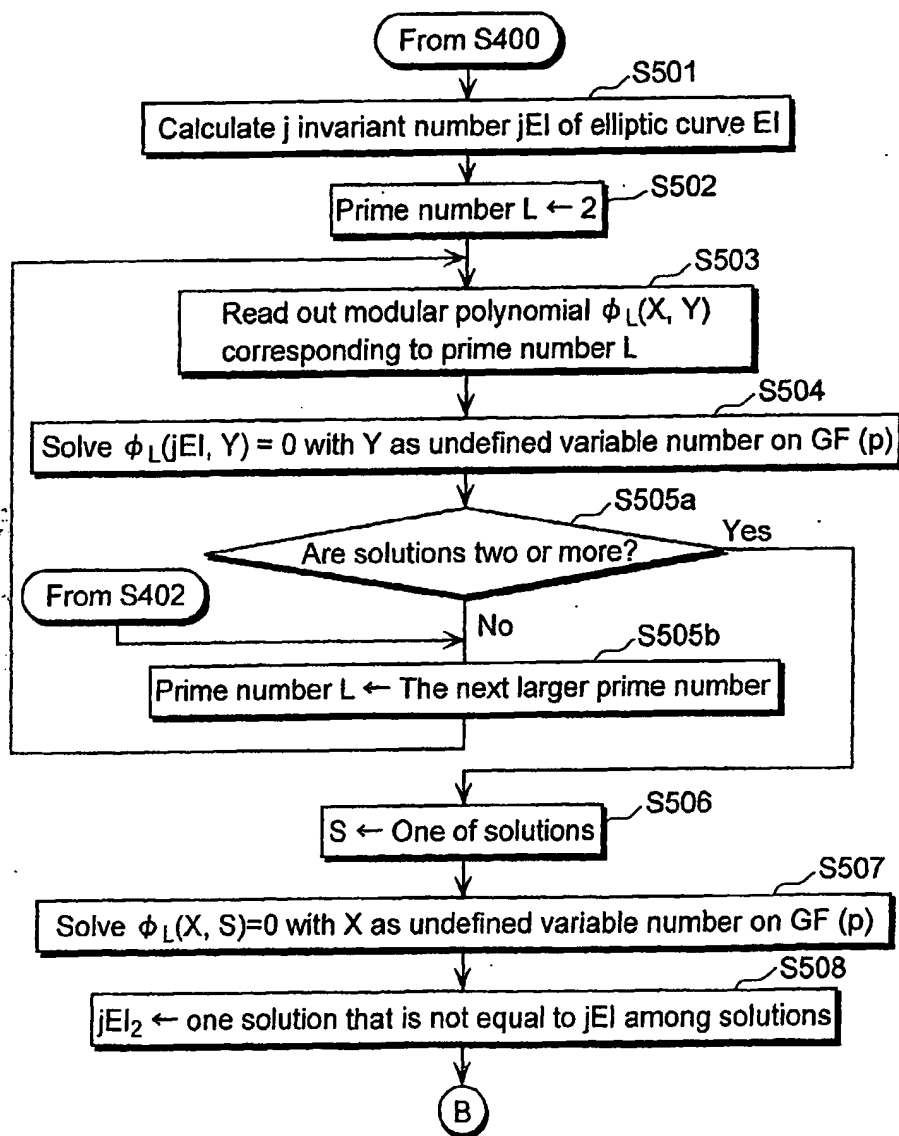 From S400
S501
Calculate j invariant number jEI of elliptic curve EI
S502
Prime number L ← 2
S503
Read out modular polynomial ϕL(X, Y)
corresponding to prime number L
S504
Solve ϕL(jEI, Y) = 0 with Y as undefined variable number on GF (p)
S505a
Are solutions two or more?
Yes
From S402
No
S505b
Prime number L ← The next larger prime number
S506
S ← One of solutions
S507
Solve ϕL(X, S)=0 with X as undefined variable number on GF (p)
S508
jEI₂ ← one solution that is not equal to jEI among solutions
B